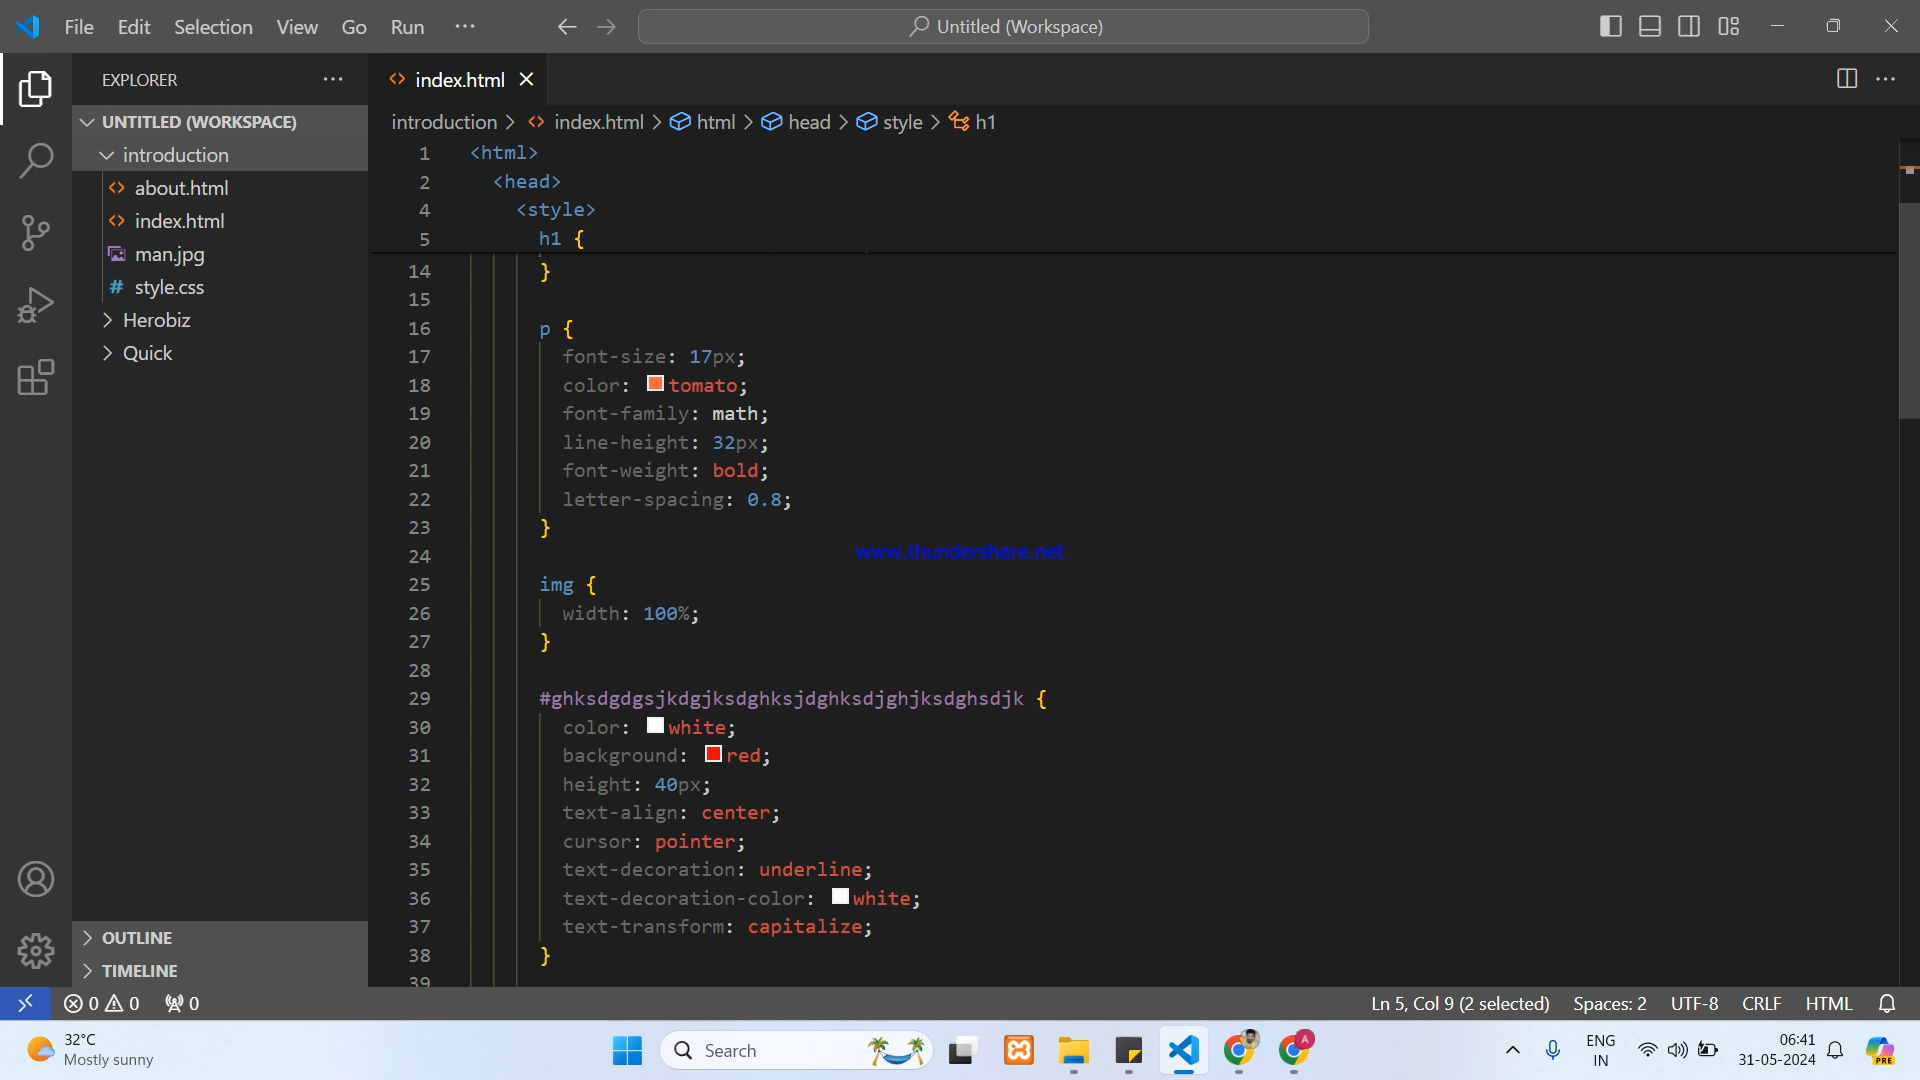 File Edit Selection View Go Run ··· Untitled (Workspace)
EXPLORER ···
index.html
UNTITLED (WORKSPACE)
introduction > index.html > html > head > style > h1
introduction
about.html
index.html
man.jpg
style.css
Herobiz
Quick
1 <html>
2 <head>
4 <style>
5 h1 {
14 }
15
16 p {
17 font-size: 17px;
18 color: tomato;
19 font-family: math;
20 line-height: 32px;
21 font-weight: bold;
22 letter-spacing: 0.8;
23 }
24
www.thundershare.net
25 img {
26 width: 100%;
27 }
28
29 #ghksdgdgsjkdgjksdghksjdghksdjghjksdghsdjk {
30 color: white;
31 background: red;
32 height: 40px;
33 text-align: center;
34 cursor: pointer;
35 text-decoration: underline;
36 text-decoration-color: white;
37 text-transform: capitalize;
38 }
39
OUTLINE
TIMELINE
0 0 0 Ln 5, Col 9 (2 selected) Spaces: 2 UTF-8 CRLF HTML
32°C
Mostly sunny
Search
A
ENG
IN
06:41
31-05-2024
PRE